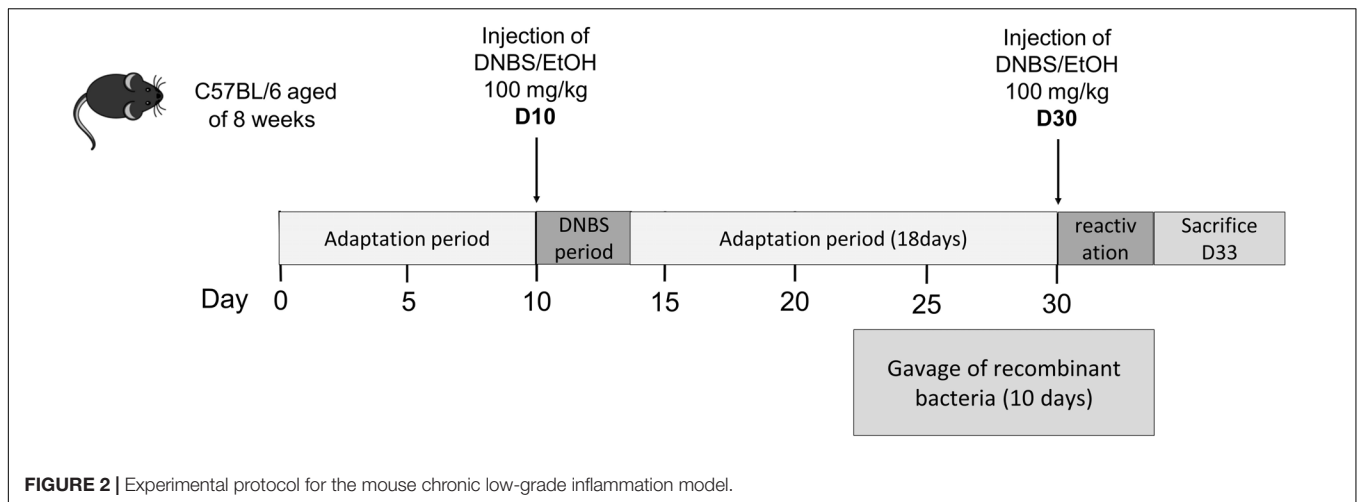 Injection of
DNBS/EtOH
100 mg/kg
D10
Injection of
DNBS/EtOH
100 mg/kg
D30
C57BL/6 aged
of 8 weeks
Adaptation period
DNBS
period
Adaptation period (18days)
reactiv
ation
Sacrifice
D33
Day 0 5 10 15 20 25 30
Gavage of recombinant
bacteria (10 days)
FIGURE 2 | Experimental protocol for the mouse chronic low-grade inflammation model.